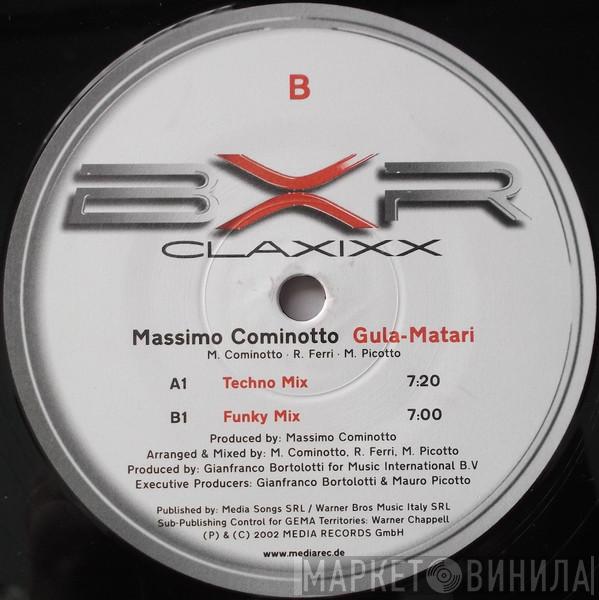 B
BXR
CLAXIXX
Massimo Cominotto Gula-Matari
M. Cominotto · R. Ferri · M. Picotto
A1 Techno Mix 7:20
B1 Funky Mix 7:00
Produced by: Massimo Cominotto
Arranged & Mixed by: M. Cominotto, R. Ferri, M. Picotto
Produced by: Gianfranco Bortolotti for Music International B.V
Executive Producers: Gianfranco Bortolotti & Mauro Picotto
Published by: Media Songs SRL / Warner Bros Music Italy SRL
Sub-Publishing Control for GEMA Territories: Warner Chappell
(P) & (C) 2002 MEDIA RECORDS GmbH
www.mediarec.de
МАРКЕТ ВИНИЛА